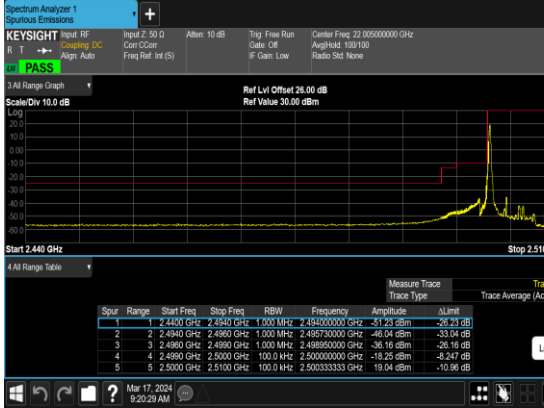 Spectrum Analyzer 1
Spurious Emissions
+
KEYSIGHT Input: RF Input Z: 50 Ω Atten: 10 dB Trig: Free Run Center Freq: 22.005000000 GHz
R T Coupling: DC Corr CCorr Gate: Off Avg|Hold: 100/100
Align: Auto Freq Ref: Int (S) IF Gain: Low Radio Std: None
PASS
3 All Range Graph
Ref Lvl Offset 26.00 dB
Scale/Div 10.0 dB Ref Value 30.00 dBm
Log
20.0
10.0
0.00
-10.0
-20.0
-30.0
-40.0
-50.0
-60.0
Start 2.440 GHz Stop 2.510
4 All Range Table
Measure Trace Tra
Trace Type Trace Average (Ac
Spur Range Start Freq Stop Freq RBW Frequency Amplitude ΔLimit
1 1 2.4400 GHz 2.4940 GHz 1.000 MHz 2.494000000 GHz -51.23 dBm -26.23 dB
2 2 2.4940 GHz 2.4960 GHz 1.000 MHz 2.495730000 GHz -46.04 dBm -33.04 dB
3 3 2.4960 GHz 2.4990 GHz 1.000 MHz 2.498950000 GHz -36.16 dBm -26.16 dB
4 4 2.4990 GHz 2.5000 GHz 100.0 kHz 2.500000000 GHz -18.25 dBm -8.247 dB
5 5 2.5000 GHz 2.5100 GHz 100.0 kHz 2.500333333 GHz 19.04 dBm -10.96 dB
?
Mar 17, 2024
9:20:29 AM